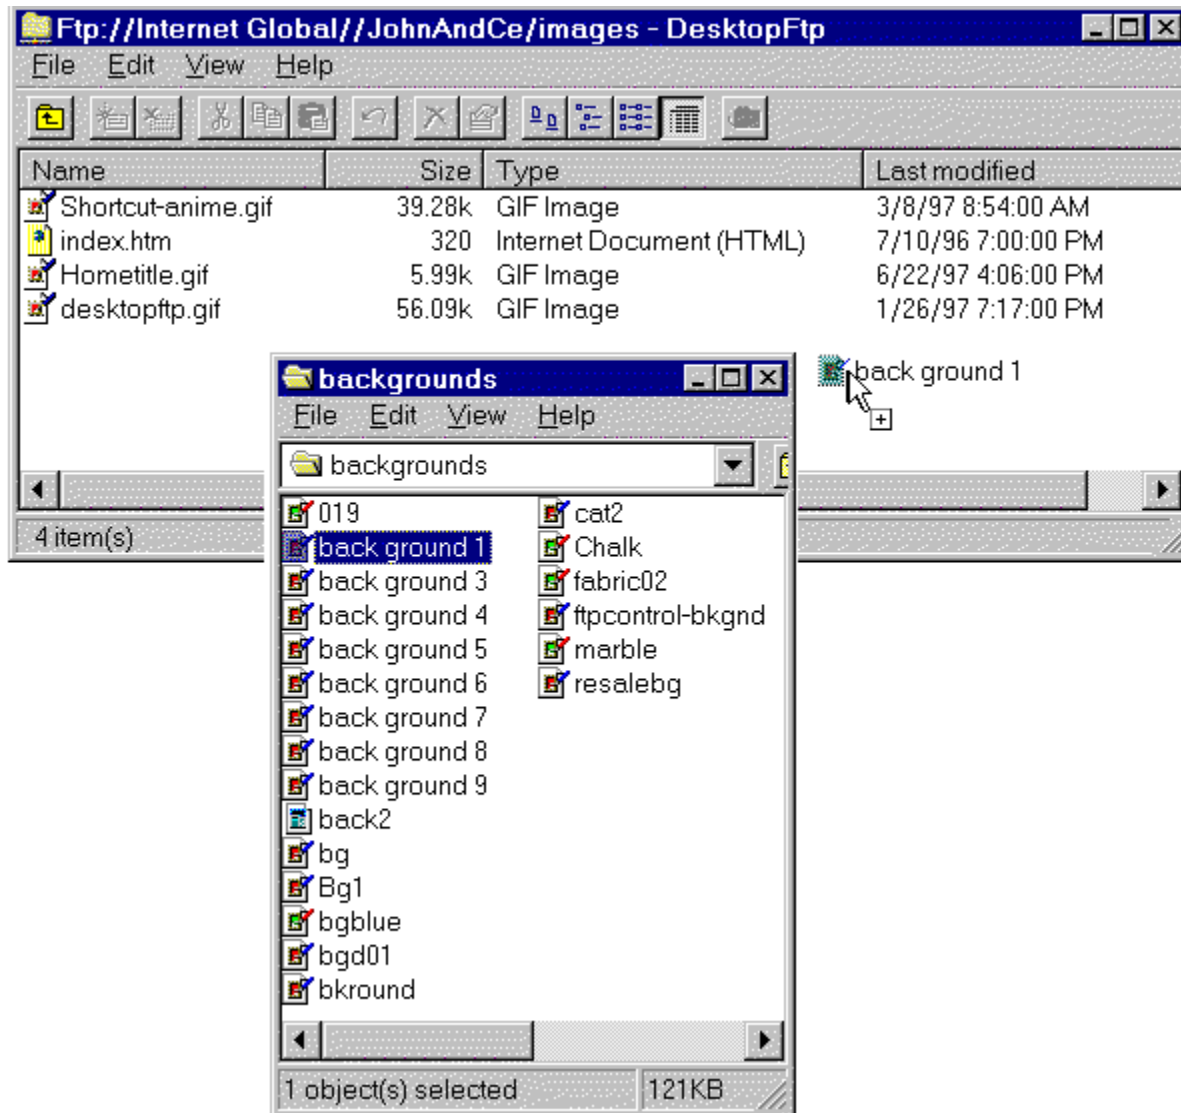 Ftp://Internet Global//JohnAndCe/images - DesktopFtp
File Edit View Help
Name Size Type Last modified
Shortcut-anime.gif 39.28k GIF Image 3/8/97 8:54:00 AM
index.htm 320 Internet Document (HTML) 7/10/96 7:00:00 PM
Hometitle.gif 5.99k GIF Image 6/22/97 4:06:00 PM
desktopftp.gif 56.09k GIF Image 1/26/97 7:17:00 PM
back ground 1
4 item(s)
backgrounds
File Edit View Help
backgrounds
019
back ground 1
back ground 3
back ground 4
back ground 5
back ground 6
back ground 7
back ground 8
back ground 9
back2
bg
Bg1
bgblue
bgd01
bkround
cat2
Chalk
fabric02
ftpcontrol-bkgnd
marble
resalebg
1 object(s) selected 121KB